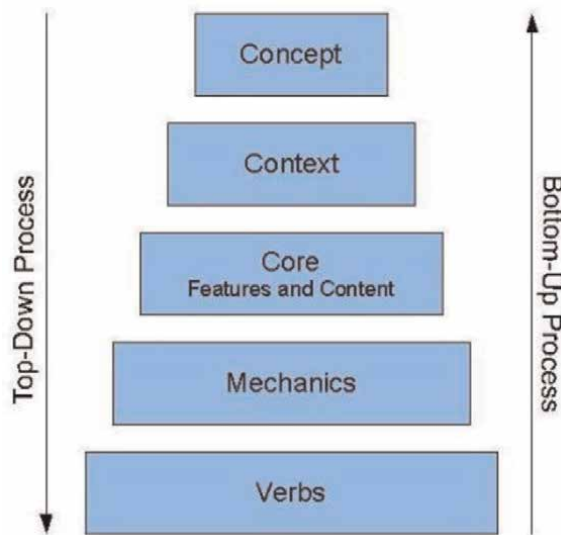 Concept
Context
Core
Features and Content
Mechanics
Verbs
Top-Down Process
Bottom-Up Process